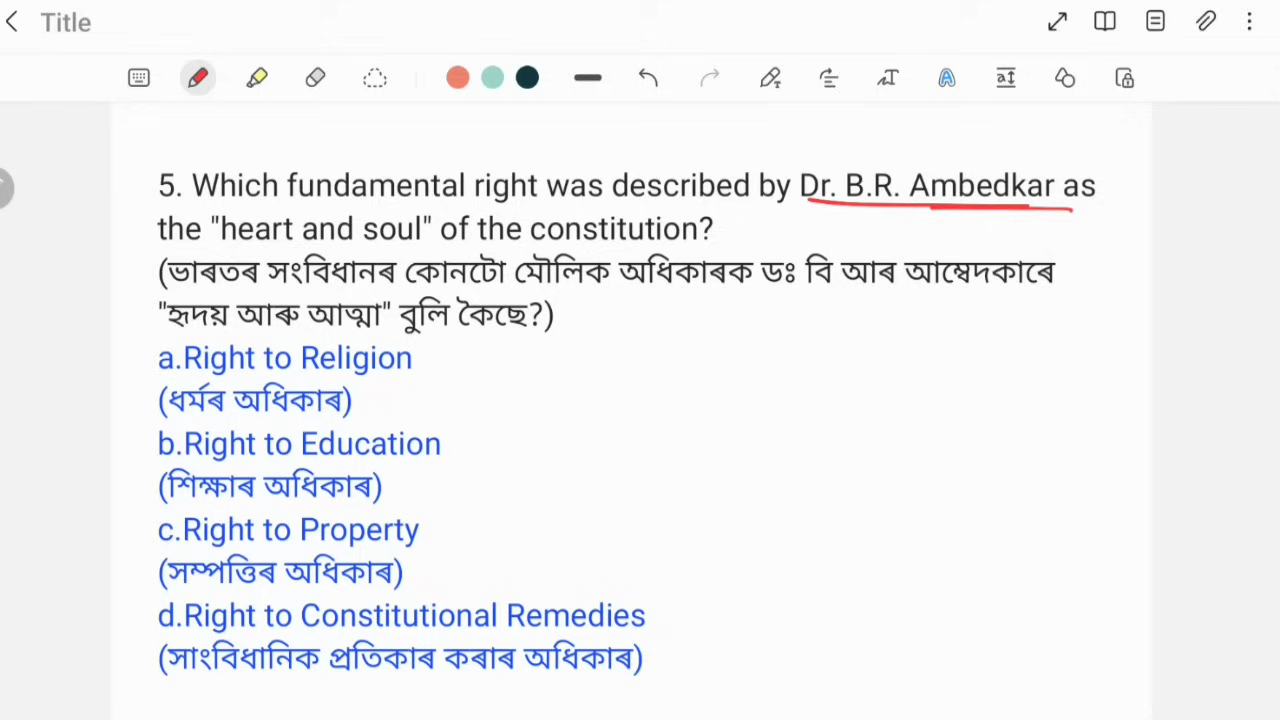 Title
5. Which fundamental right was described by Dr. B.R. Ambedkar as
the "heart and soul" of the constitution?
(ভাৰতৰ সংবিধানৰ কোনটো মৌলিক অধিকাৰক ডঃ বি আৰ আম্বেদকাৰে
"হৃদয় আৰু আত্মা" বুলি কৈছে?)
a.Right to Religion
(ধৰ্মৰ অধিকাৰ)
b.Right to Education
(শিক্ষাৰ অধিকাৰ)
c.Right to Property
(সম্পত্তিৰ অধিকাৰ)
d.Right to Constitutional Remedies
(সাংবিধানিক প্ৰতিকাৰ কৰাৰ অধিকাৰ)